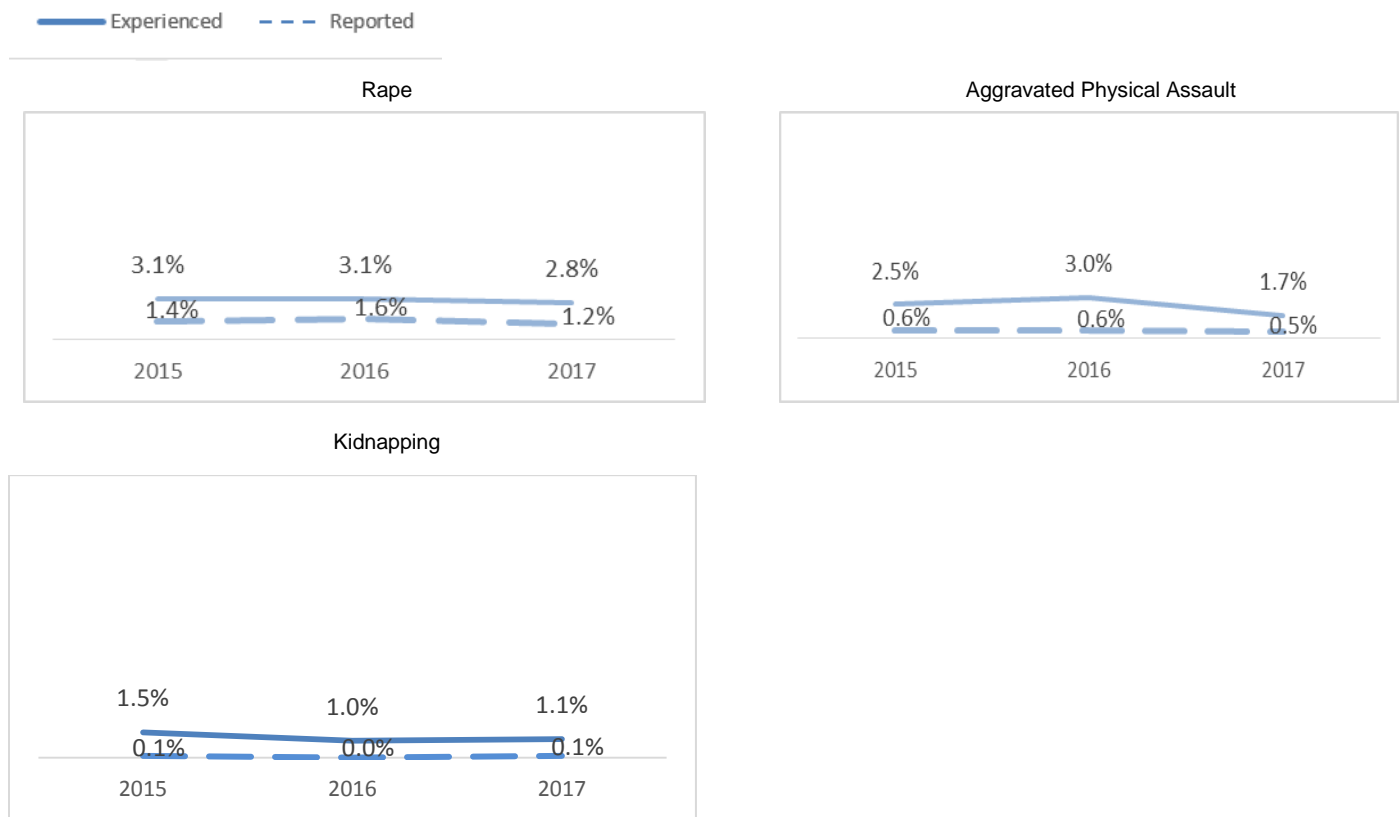 Experienced Reported
Rape
3.1% 3.1% 2.8%
1.4% 1.6% 1.2%
2015 2016 2017
Aggravated Physical Assault
2.5% 3.0% 1.7%
0.6% 0.6% 0.5%
2015 2016 2017
Kidnapping
1.5% 1.0% 1.1%
0.1% 0.0% 0.1%
2015 2016 2017